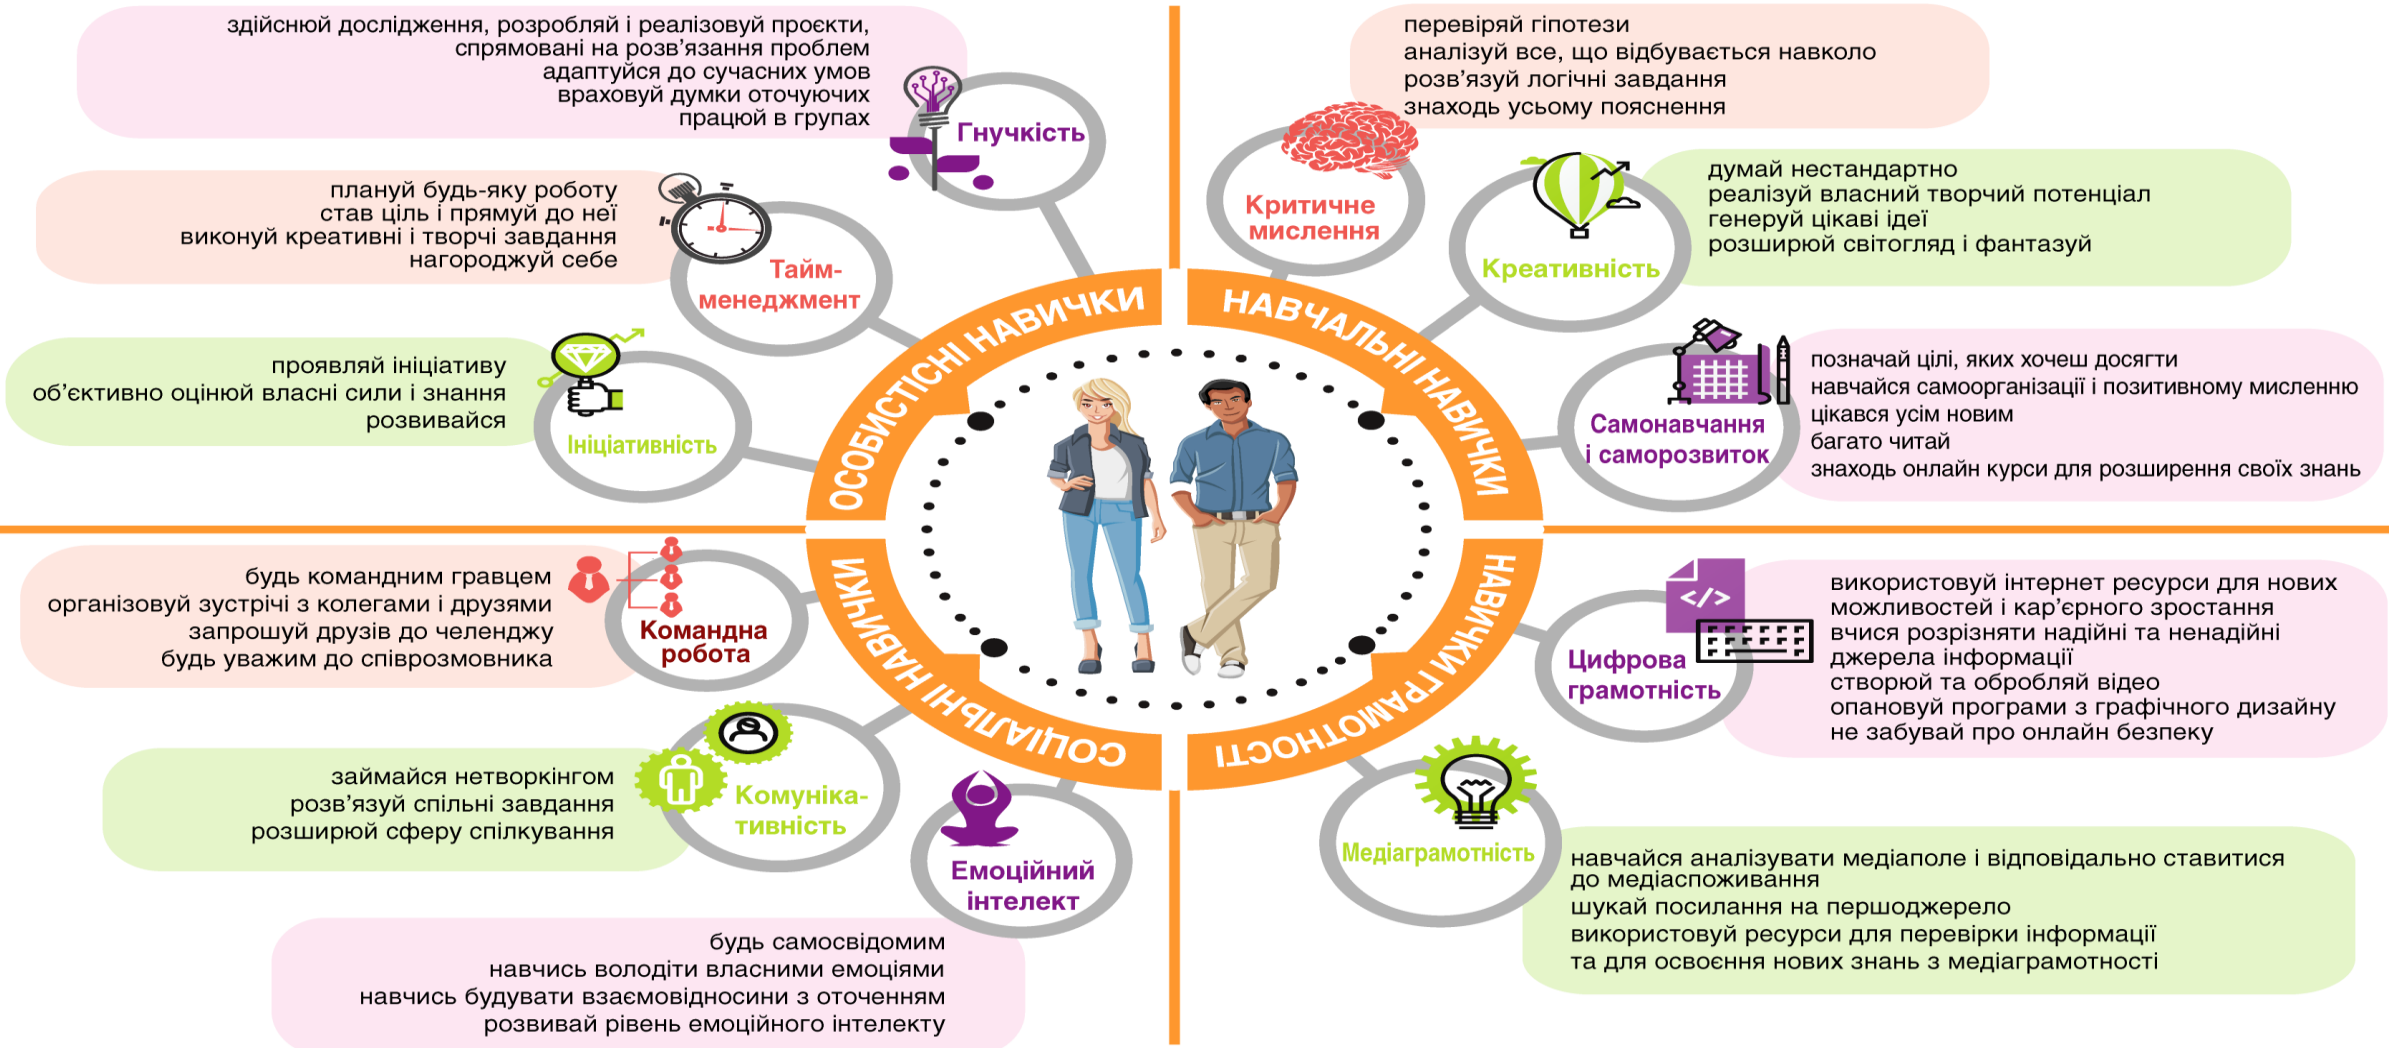 здійснюй дослідження, розробляй і реалізовуй проєкти,
спрямовані на розв’язання проблем
адаптуйся до сучасних умов
враховуй думки оточуючих
працюй в групах
Гнучкість
плануй будь-яку роботу
став ціль і прямуй до неї
виконуй креативні і творчі завдання
нагороджуй себе
Тайм-
менеджмент
проявляй ініціативу
об’єктивно оцінюй власні сили і знання
розвивайся
Ініціативність
ОСОБИСТІСНІ НАВИЧКИ
перевіряй гіпотези
аналізуй все, що відбувається навколо
розв’язуй логічні завдання
знаходь усьому пояснення
Критичне
мислення
думай нестандартно
реалізуй власний творчий потенціал
генеруй цікаві ідеї
розширюй світогляд і фантазуй
Креативність
позначай цілі, яких хочеш досягти
навчайся самоорганізації і позитивному мисленню
цікався усім новим
багато читай
знаходь онлайн курси для розширення своїх знань
Самонавчання
і саморозвиток
НАВЧАЛЬНІ НАВИЧКИ
будь командним гравцем
організовуй зустрічі з колегами і друзями
запрошуй друзів до челенджу
будь уважим до співрозмовника
Командна
робота
займайся нетворкінгом
розв’язуй спільні завдання
розширюй сферу спілкування
Комуніка-
тивність
Емоційний
інтелект
будь самосвідомим
навчись володіти власними емоціями
навчись будувати взаємовідносини з оточенням
розвивай рівень емоційного інтелекту
СОЦІАЛЬНІ НАВИЧКИ
</>
Цифрова
грамотність
використовуй інтернет ресурси для нових
можливостей і кар’єрного зростання
вчися розрізняти надійні та ненадійні
джерела інформації
створюй та обробляй відео
опановуй програми з графічного дизайну
не забувай про онлайн безпеку
Медіаграмотність
навчайся аналізувати медіаполе і відповідально ставитися
до медіаспоживання
шукай посилання на першоджерело
використовуй ресурси для перевірки інформації
та для освоєння нових знань з медіаграмотності
НАВИЧКИ ГРАМОТНОСТІ